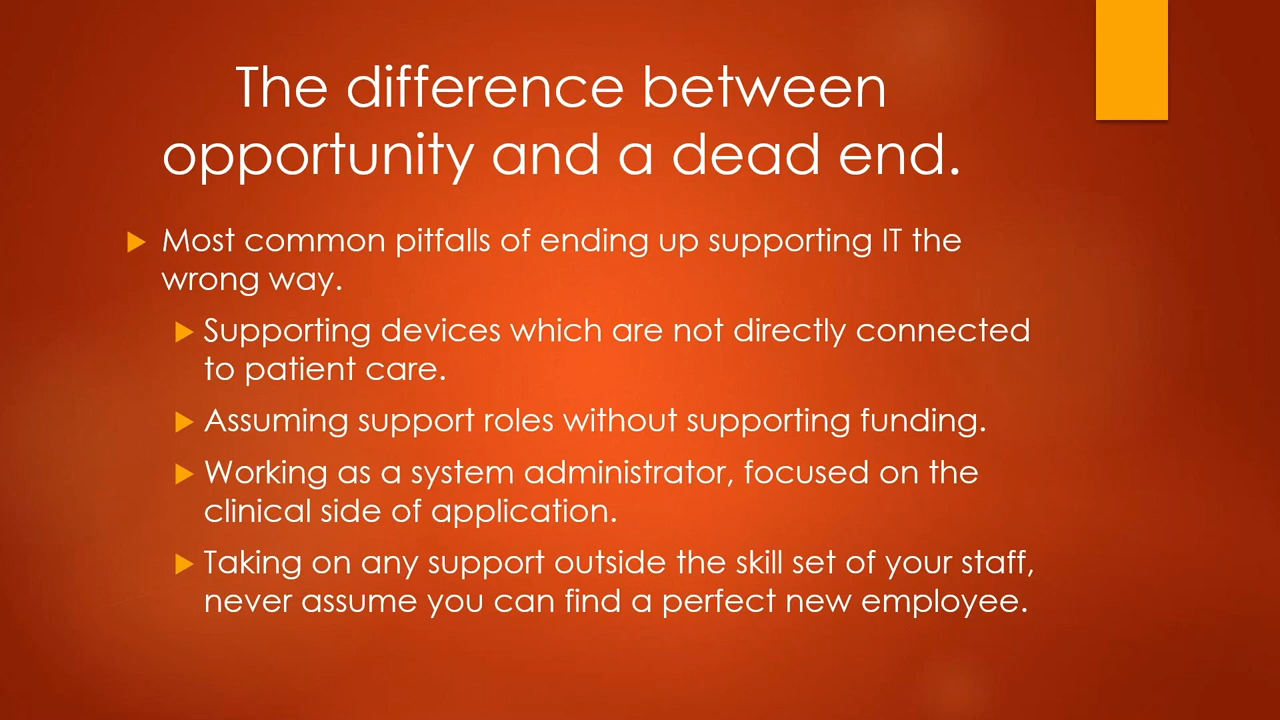 The difference between
opportunity and a dead end.
Most common pitfalls of ending up supporting IT the
wrong way.
Supporting devices which are not directly connected
to patient care.
Assuming support roles without supporting funding.
Working as a system administrator, focused on the
clinical side of application.
Taking on any support outside the skill set of your staff,
never assume you can find a perfect new employee.